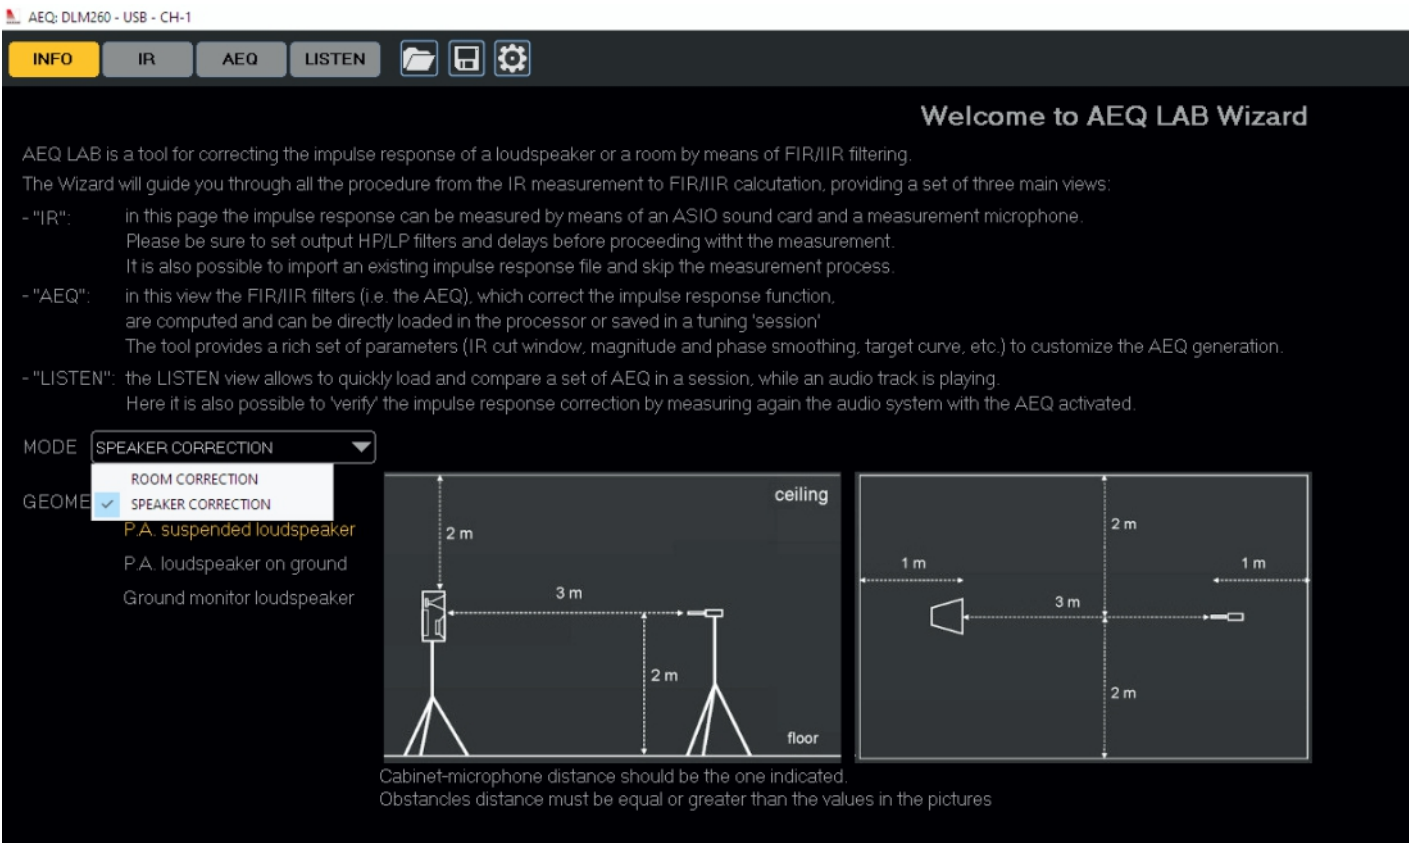 AEQ: DLM260 - USB - CH-1
INFO
IR
AEQ
LISTEN
Welcome to AEQ LAB Wizard
AEQ LAB is a tool for correcting the impulse response of a loudspeaker or a room by means of FIR/IIR filtering.
The Wizard will guide you through all the procedure from the IR measurement to FIR/IIR calcutation, providing a set of three main views:
- "IR": in this page the impulse response can be measured by means of an ASIO sound card and a measurement microphone.
Please be sure to set output HP/LP filters and delays before proceeding witht the measurement.
It is also possible to import an existing impulse response file and skip the measurement process.
- "AEQ": in this view the FIR/IIR filters (i.e. the AEQ), which correct the impulse response function,
are computed and can be directly loaded in the processor or saved in a tuning 'session'
The tool provides a rich set of parameters (IR cut window, magnitude and phase smoothing, target curve, etc.) to customize the AEQ generation.
- "LISTEN": the LISTEN view allows to quickly load and compare a set of AEQ in a session, while an audio track is playing.
Here it is also possible to 'verify' the impulse response correction by measuring again the audio system with the AEQ activated.
MODE SPEAKER CORRECTION
ROOM CORRECTION
GEOME
SPEAKER CORRECTION
P.A. suspended loudspeaker
P.A. loudspeaker on ground
Ground monitor loudspeaker
ceiling
2 m
3 m
2 m
floor
2 m
1 m
1 m
3 m
2 m
Cabinet-microphone distance should be the one indicated.
Obstancles distance must be equal or greater than the values in the pictures